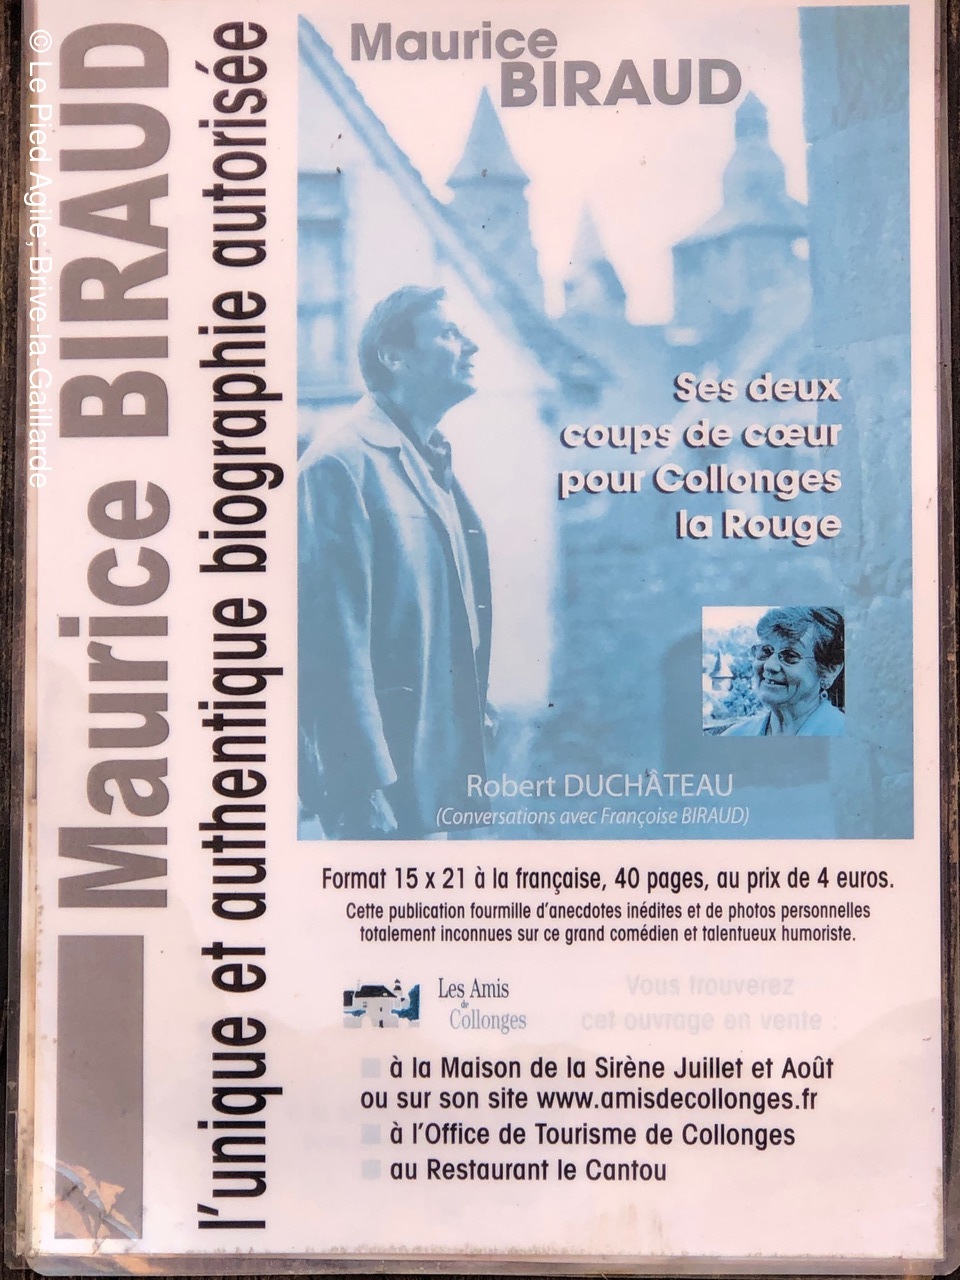 © Le Pied Agile; Brive-la-Gaillarde
Maurice BIRAUD
l'unique et authentique biographie autorisée
Maurice
BIRAUD
Ses deux
coups de cœur
pour Collonges
la Rouge
Robert DUCHÂTEAU
(Conversations avec Françoise BIRAUD)
Format 15 x 21 à la française, 40 pages, au prix de 4 euros.
Cette publication fourmille d'anecdotes inédites et de photos personnelles
totalement inconnues sur ce grand comédien et talentueux humoriste.
Les Amis
de
Collonges
Vous trouverez
cet ouvrage en vente :
à la Maison de la Sirène Juillet et Août
ou sur son site www.amisdecollonges.fr
à l'Office de Tourisme de Collonges
au Restaurant le Cantou